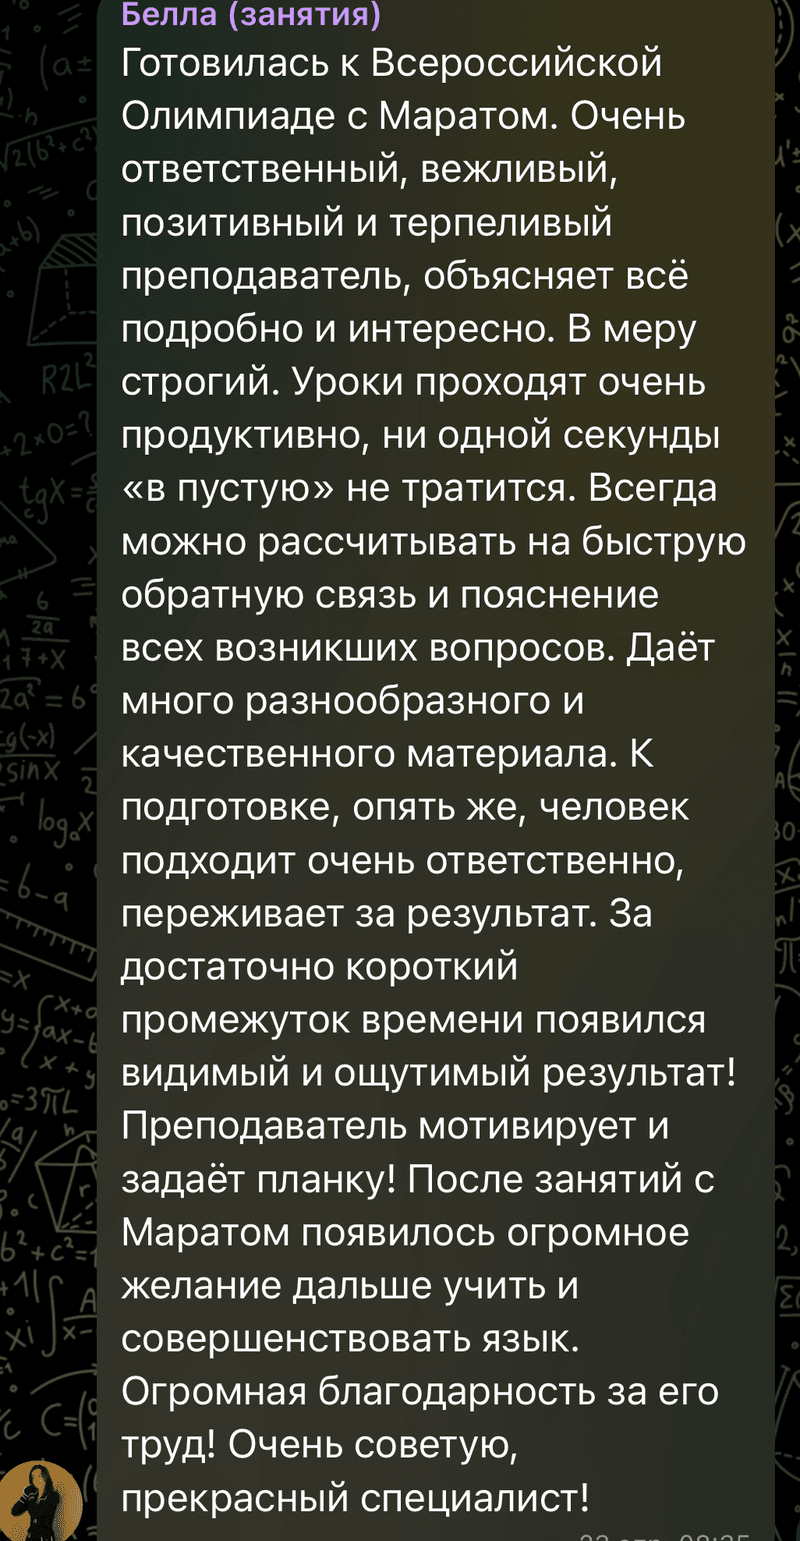 Белла (занятия)
Готовилась к Всероссийской
Олимпиаде с Маратом. Очень
ответственный, вежливый,
позитивный и терпеливый
преподаватель, объясняет всё
подробно и интересно. В меру
строгий. Уроки проходят очень
продуктивно, ни одной секунды
«в пустую» не тратится. Всегда
можно рассчитывать на быструю
обратную связь и пояснение
всех возникших вопросов. Даёт
много разнообразного и
качественного материала. К
подготовке, опять же, человек
подходит очень ответственно,
переживает за результат. За
достаточно короткий
промежуток времени появился
видимый и ощутимый результат!
Преподаватель мотивирует и
задаёт планку! После занятий с
Маратом появилось огромное
желание дальше учить и
совершенствовать язык.
Огромная благодарность за его
труд! Очень советую,
прекрасный специалист!